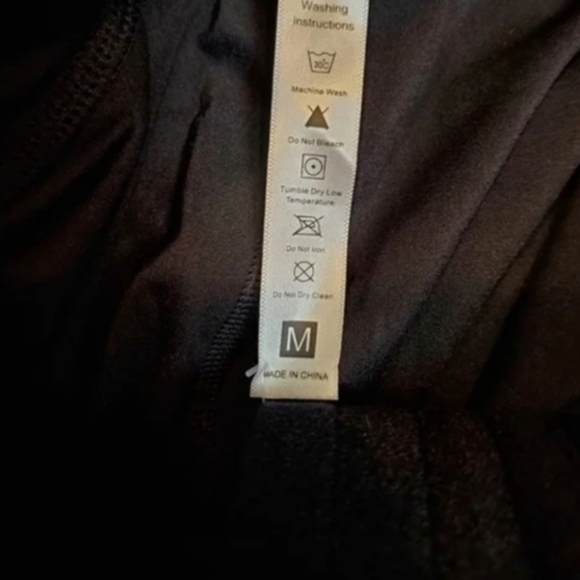 Washing
instructions
30°C
Machine Wash
Do Not Bleach
Tumble Dry Low
Temperature
Do Not Iron
Do Not Dry Clean
M
MADE IN CHINA